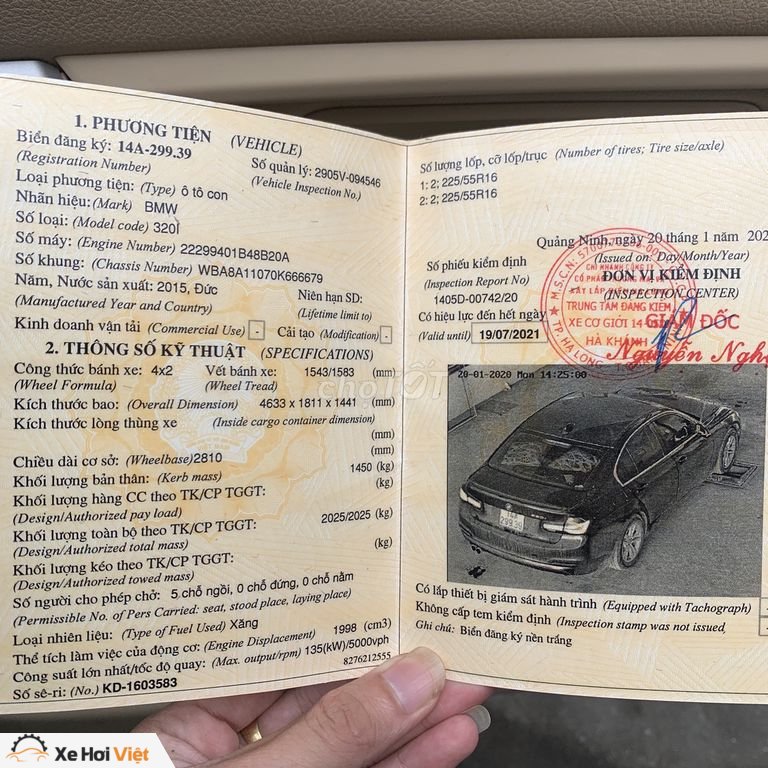 1. PHƯƠNG TIỆN (VEHICLE)
Biển đăng ký: 14A-299.39
(Registration Number)
Số quản lý: 2905V-094546
(Vehicle Inspection No.)
Loại phương tiện: (Type) ô tô con
Nhãn hiệu: (Mark) BMW
Số loại: (Model code) 320I
Số máy: (Engine Number) 22299401B48B20A
Số khung: (Chassis Number) WBA8A11070K666679
Năm, Nước sản xuất: 2015, Đức
(Manufactured Year and Country)
Niên hạn SD:
(Lifetime limit to)
Kinh doanh vận tải (Commercial Use) - Cải tạo (Modification) -
2. THÔNG SỐ KỸ THUẬT (SPECIFICATIONS)
Công thức bánh xe: 4x2 Vết bánh xe: 1543/1583 (mm)
(Wheel Formula) (Wheel Tread)
Kích thước bao: (Overall Dimension) 4633 x 1811 x 1441 (mm)
Kích thước lòng thùng xe (Inside cargo container dimension)
(mm)
Chiều dài cơ sở: (Wheelbase) 2810 (mm)
Khối lượng bản thân: (Kerb mass) 1450 (kg)
Khối lượng hàng CC theo TK/CP TGGT: (kg)
(Design/Authorized pay load)
Khối lượng toàn bộ theo TK/CP TGGT: 2025/2025 (kg)
(Design/Authorized total mass)
Khối lượng kéo theo TK/CP TGGT: (kg)
(Design/Authorized towed mass)
Số người cho phép chở: 5 chỗ ngồi, 0 chỗ đứng, 0 chỗ nằm
(Permissible No. of Pers Carried: seat, stood place, laying place)
Loại nhiên liệu: (Type of Fuel Used) Xăng
Thể tích làm việc của động cơ: (Engine Displacement) 1998 (cm3)
Công suất lớn nhất/tốc độ quay: (Max. output/rpm) 135(kW)/5000vph
8276212555
Số sê-ri: (No.) KD-1603583
Số lượng lốp, cỡ lốp/trục (Number of tires; Tire size/axle)
1: 2; 225/55R16
2: 2; 225/55R16
Quảng Ninh, ngày 20 tháng 1 năm 202
(Issued on: Day/Month/Year)
Số phiếu kiểm định
(Inspection Report No)
1405D-00742/20
Có hiệu lực đến hết ngày
(Valid until) 19/07/2021
ĐƠN VỊ KIỂM ĐỊNH
(INSPECTION CENTER)
GIÁM ĐỐC
TRUNG TÂM ĐĂNG KIỂM
XE CƠ GIỚI 14
HÀ KHÁNH
Nguyễn
chợTỐT
20-01-2020 Mon 14:25:00
14A
299.39
Có lắp thiết bị giám sát hành trình (Equipped with Tachograph)
Không cấp tem kiểm định (Inspection stamp was not issued)
Ghi chú: Biển đăng ký nền trắng
Xe Hơi Việt